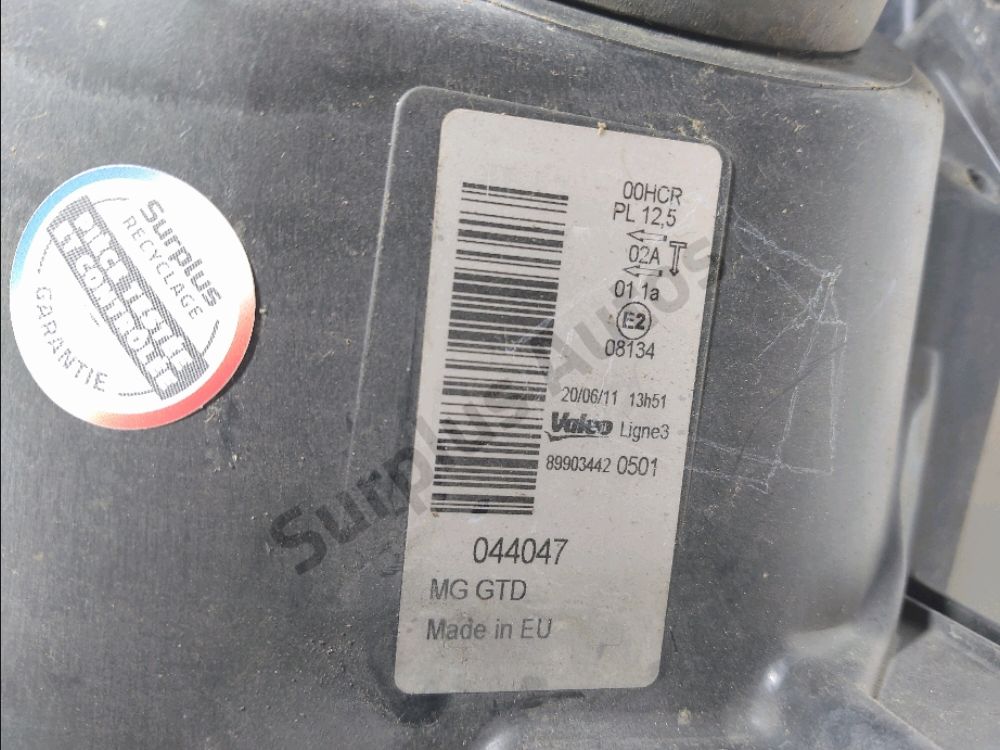 00HCR
PL 12,5
02A
01 1a
E2
08134
20/06/11 13h51
Valeo Ligne3
89903442 0501
044047
MG GTD
Made in EU
Surplus
RECYCLAGE
GARANTIE
Surplus Autos